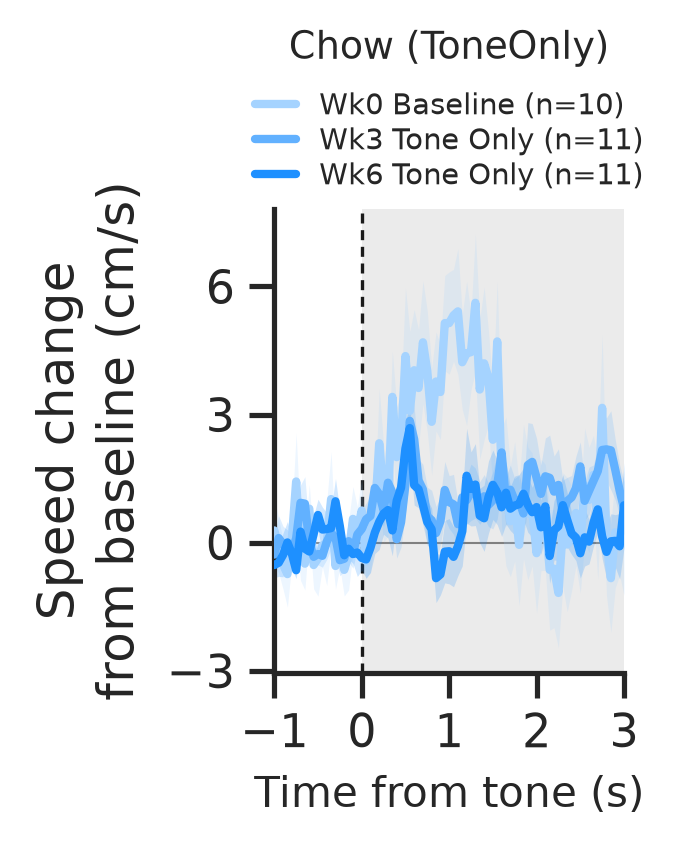 Chow (ToneOnly)
Wk0 Baseline (n=10)
Wk3 Tone Only (n=11)
Wk6 Tone Only (n=11)
Speed change
from baseline (cm/s)
6
3
0
−3
−1 0 1 2 3
Time from tone (s)